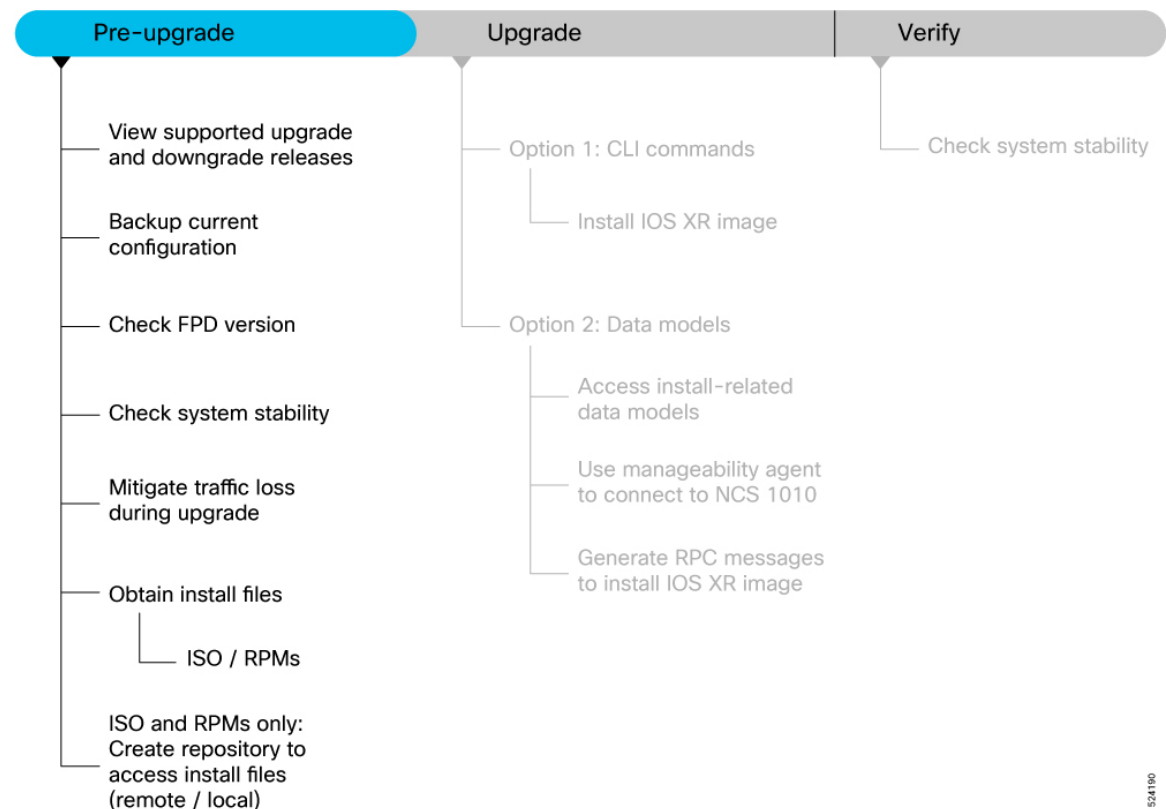 Pre-upgrade
Upgrade
Verify
View supported upgrade
and downgrade releases
Backup current
configuration
Check FPD version
Check system stability
Mitigate traffic loss
during upgrade
Obtain install files
ISO / RPMs
ISO and RPMs only:
Create repository to
access install files
(remote / local)
Option 1: CLI commands
Install IOS XR image
Option 2: Data models
Access install-related
data models
Use manageability agent
to connect to NCS 1010
Generate RPC messages
to install IOS XR image
Check system stability
524190